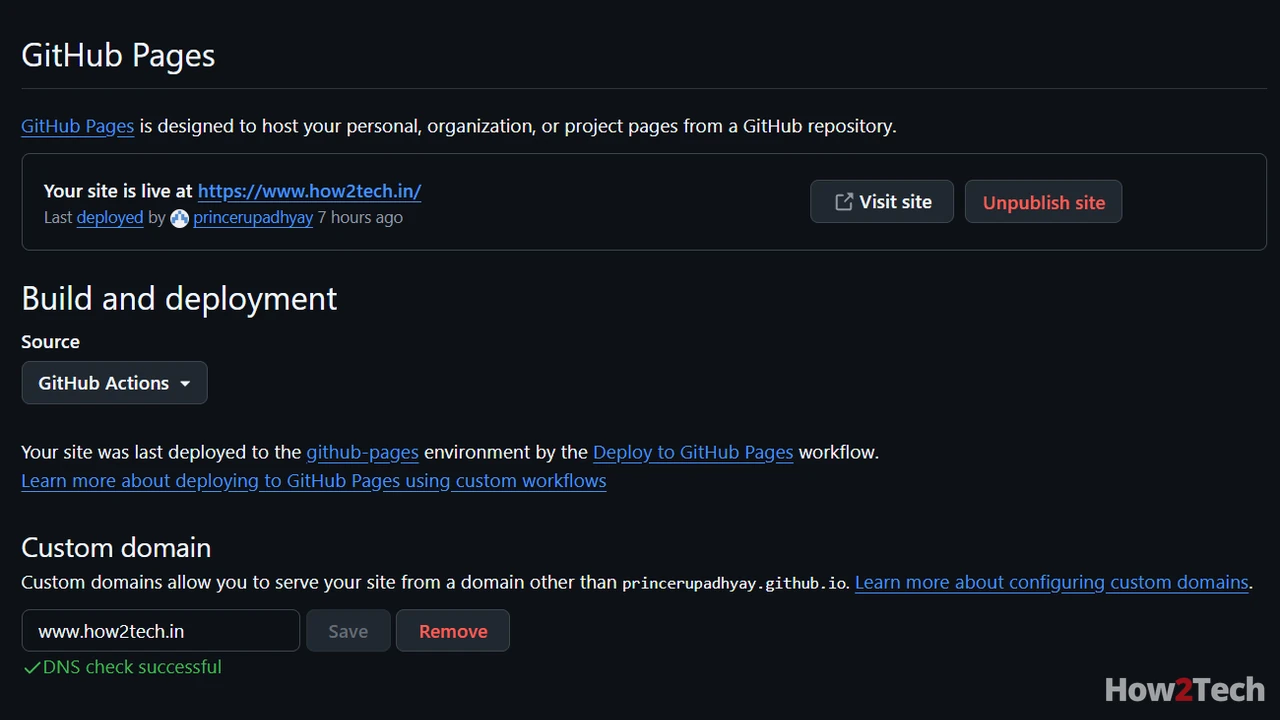 GitHub Pages
GitHub Pages is designed to host your personal, organization, or project pages from a GitHub repository.
Your site is live at https://www.how2tech.in/
Last deployed by princerupadhyay 7 hours ago
Visit site
Unpublish site
Build and deployment
Source
GitHub Actions
Your site was last deployed to the github-pages environment by the Deploy to GitHub Pages workflow.
Learn more about deploying to GitHub Pages using custom workflows
Custom domain
Custom domains allow you to serve your site from a domain other than princerupadhyay.github.io. Learn more about configuring custom domains.
www.how2tech.in
Save
Remove
DNS check successful
How2Tech